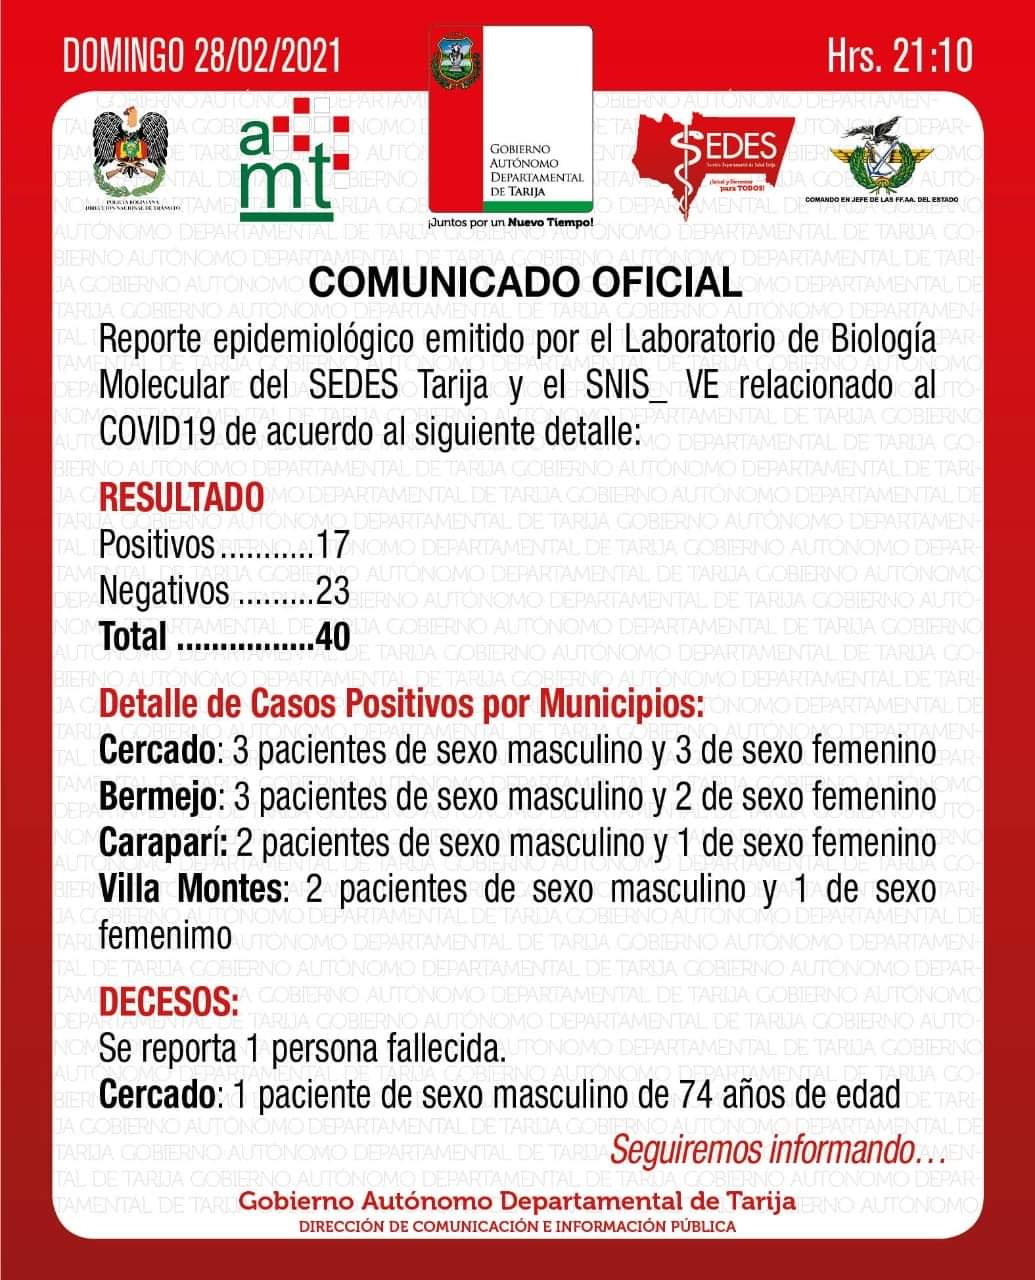 DOMINGO 28/02/2021
Hrs. 21:10
POLICÍA BOLIVIANA
DIRECCIÓN NACIONAL DE TRÁNSITO
amt
GOBIERNO
AUTÓNOMO
DEPARTAMENTAL
DE TARIJA
¡Juntos por un Nuevo Tiempo!
SEDES
Servicio Departamental de Salud Tarija
¡Salud y Bienestar
para TODOS!
COMANDO EN JEFE DE LAS FF.AA. DEL ESTADO
COMUNICADO OFICIAL
Reporte epidemiológico emitido por el Laboratorio de Biología
Molecular del SEDES Tarija y el SNIS_ VE relacionado al
COVID19 de acuerdo al siguiente detalle:
RESULTADO
Positivos...........17
Negativos .........23
Total ................40
Detalle de Casos Positivos por Municipios:
Cercado: 3 pacientes de sexo masculino y 3 de sexo femenino
Bermejo: 3 pacientes de sexo masculino y 2 de sexo femenino
Caraparí: 2 pacientes de sexo masculino y 1 de sexo femenino
Villa Montes: 2 pacientes de sexo masculino y 1 de sexo
femenimo
DECESOS:
Se reporta 1 persona fallecida.
Cercado: 1 paciente de sexo masculino de 74 años de edad
Seguiremos informando...
Gobierno Autónomo Departamental de Tarija
DIRECCIÓN DE COMUNICACIÓN E INFORMACIÓN PÚBLICA